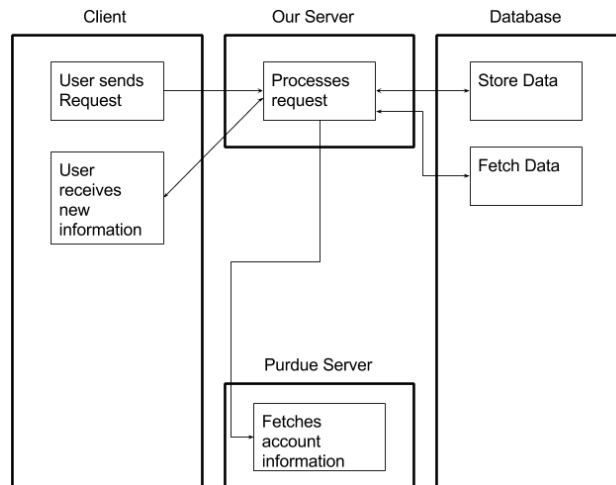 Client
Our Server
Database
User sends
Request
Processes
request
Store Data
User
receives
new
information
Fetch Data
Purdue Server
Fetches
account
information